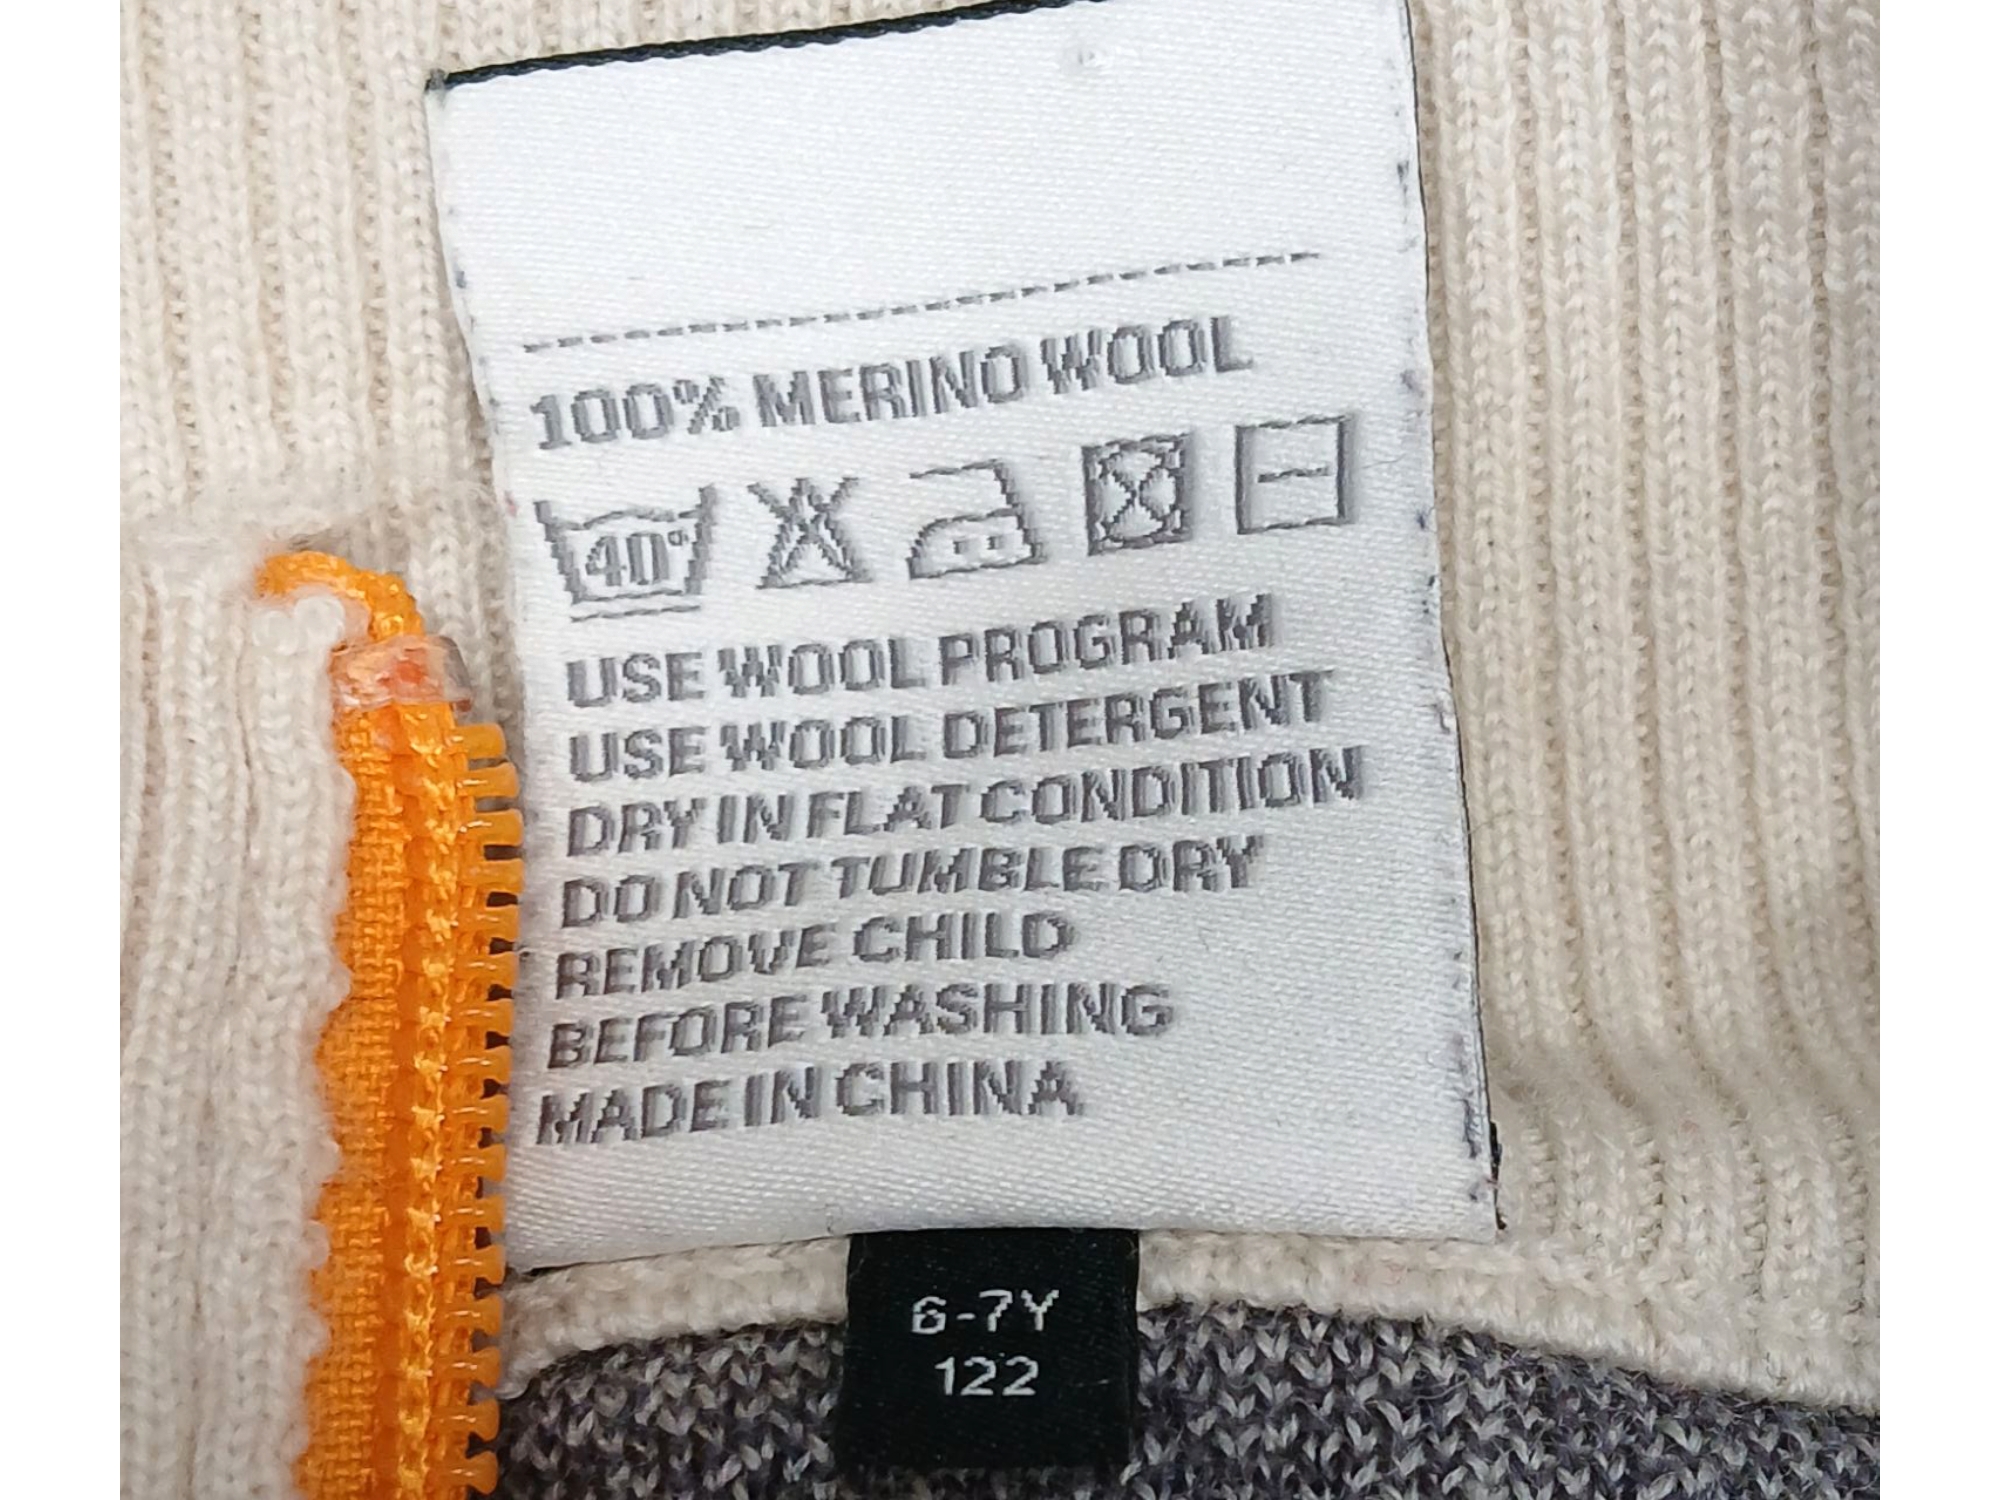 100% MERINO WOOL
40°
USE WOOL PROGRAM
USE WOOL DETERGENT
DRY IN FLAT CONDITION
DO NOT TUMBLE DRY
REMOVE CHILD
BEFORE WASHING
MADE IN CHINA
6-7Y
122